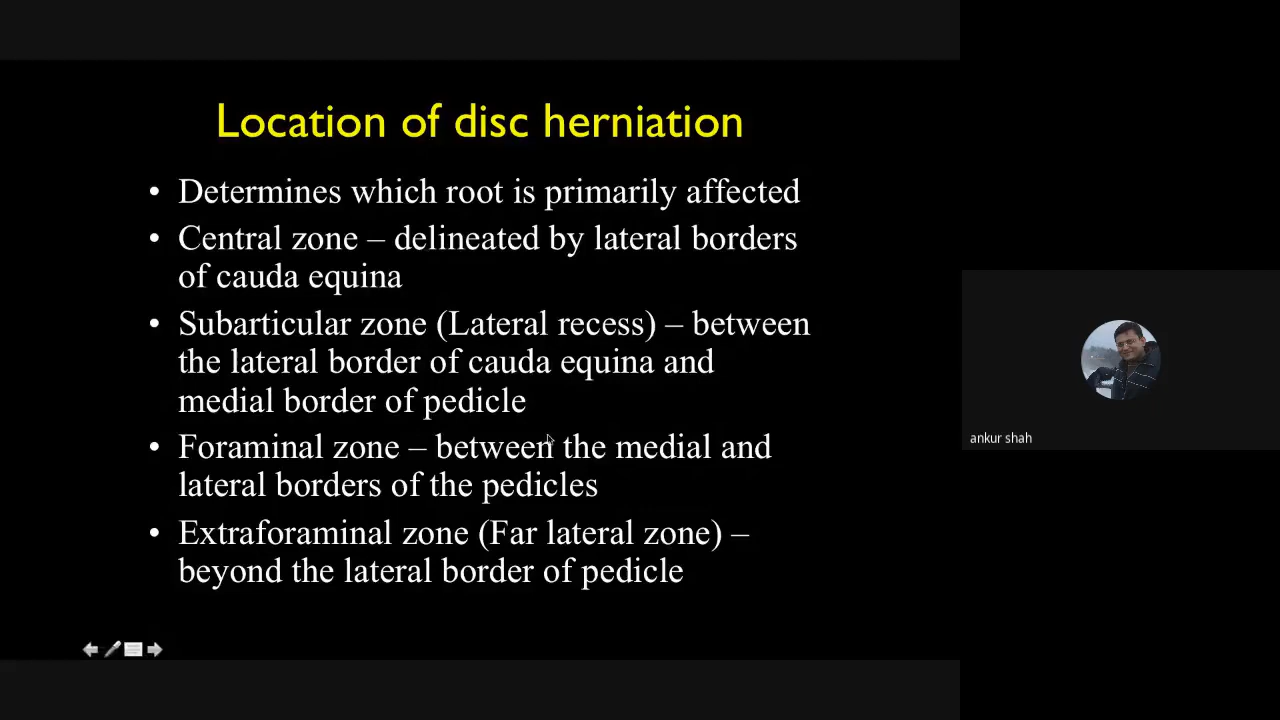 Location of disc herniation
• Determines which root is primarily affected
• Central zone – delineated by lateral borders
of cauda equina
• Subarticular zone (Lateral recess) – between
the lateral border of cauda equina and
medial border of pedicle
• Foraminal zone – between the medial and
lateral borders of the pedicles
• Extraforaminal zone (Far lateral zone) –
beyond the lateral border of pedicle
ankur shah